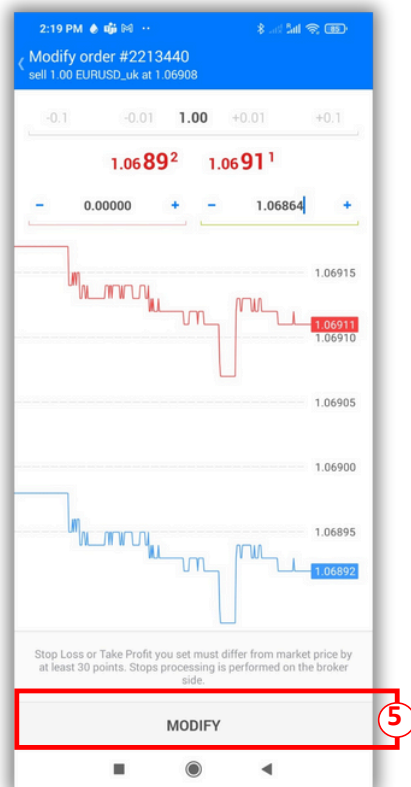 2:19 PM
85
Modify order #2213440
sell 1.00 EURUSD_uk at 1.06908
-0.1 -0.01 1.00 +0.01 +0.1
1.06892 1.06911
- 0.00000 + - 1.06864 +
1.06915
1.06911
1.06910
1.06905
1.06900
1.06895
1.06892
Stop Loss or Take Profit you set must differ from market price by
at least 30 points. Stops processing is performed on the broker
side.
MODIFY
5